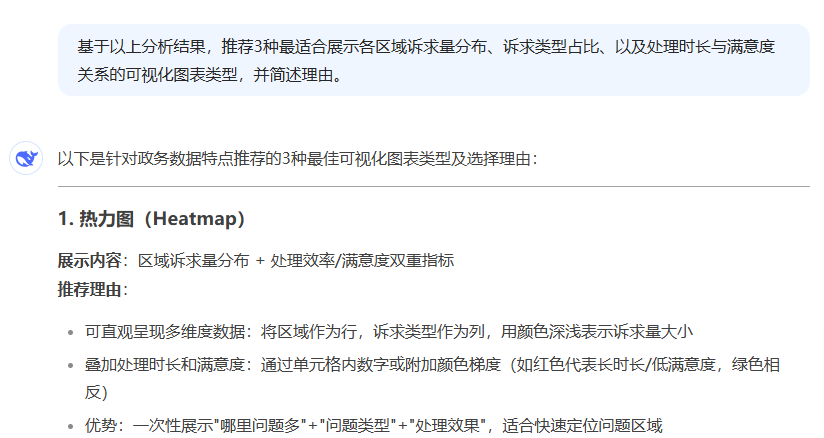 基于以上分析结果，推荐3种最适合展示各区域诉求量分布、诉求类型占比、以及处理时长与满意度
关系的可视化图表类型，并简述理由。
以下是针对政务数据特点推荐的3种最佳可视化图表类型及选择理由：
1. 热力图（Heatmap）
展示内容：区域诉求量分布 + 处理效率/满意度双重指标
推荐理由：
• 可直观呈现多维度数据：将区域作为行，诉求类型作为列，用颜色深浅表示诉求量大小
• 叠加处理时长和满意度：通过单元格内数字或附加颜色梯度（如红色代表长时长/低满意度，绿色相
反）
• 优势：一次性展示"哪里问题多"+"问题类型"+"处理效果"，适合快速定位问题区域